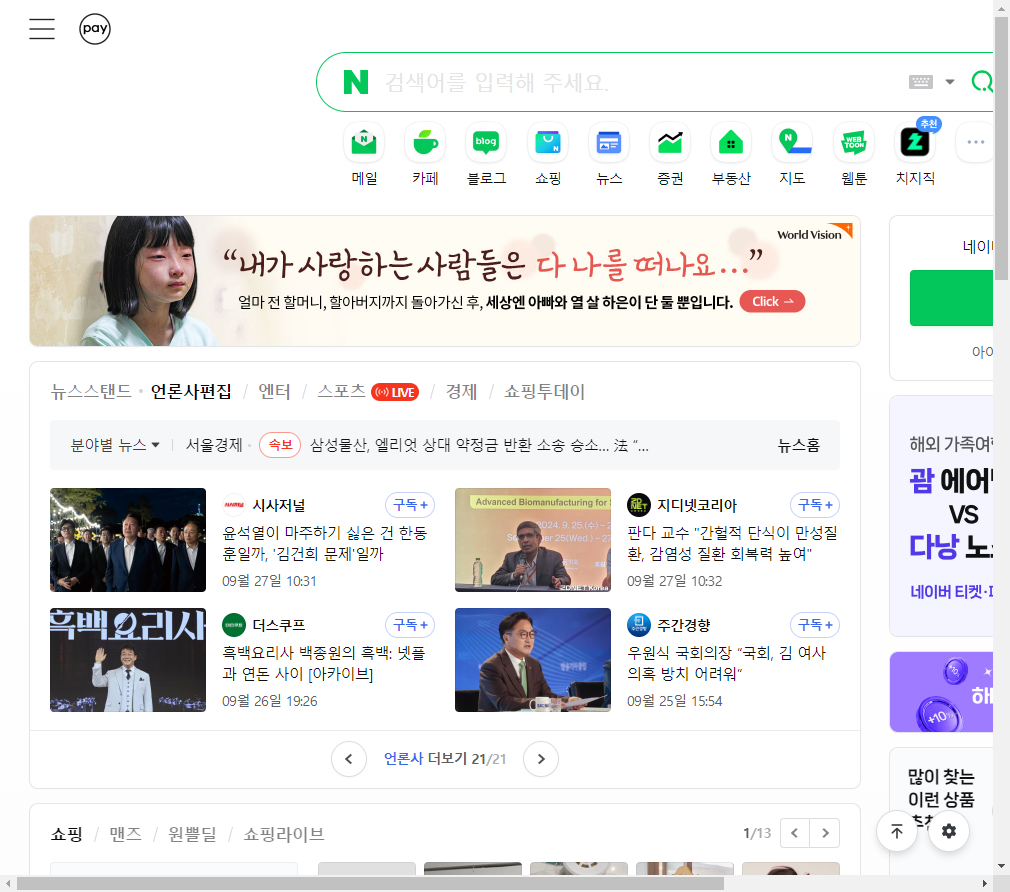 pay
N 검색어를 입력해 주세요.
추천
메일 카페 블로그 쇼핑 뉴스 증권 부동산 지도 웹툰 치지직
World Vision
“내가 사랑하는 사람들은 다 나를 떠나요...”
얼마 전 할머니, 할아버지까지 돌아가신 후, 세상엔 아빠와 열 살 하은이 단 둘 뿐입니다. Click
뉴스스탠드 · 언론사편집 / 엔터 / 스포츠 LIVE / 경제 / 쇼핑투데이
분야별 뉴스 서울경제 속보 삼성물산, 엘리엇 상대 약정금 반환 소송 승소... 法 “... 뉴스홈
시사저널 구독+
윤석열이 마주하기 싫은 건 한동
훈일까, '김건희 문제'일까
09월 27일 10:31
지디넷코리아 구독+
판다 교수 "간헐적 단식이 만성질
환, 감염성 질환 회복력 높여"
09월 27일 10:32
Advanced Biomanufacturing for
2024. 9. 25.(수)
September 25(Wed.)
ZDNET Korea
흑백요리사
더스쿠프 구독+
흑백요리사 백종원의 흑백: 넷플
과 연돈 사이 [아카이브]
09월 26일 19:26
주간경향 구독+
우원식 국회의장 “국회, 김 여사
의혹 방치 어려워”
09월 25일 15:54
언론사 더보기 21/21
쇼핑 / 맨즈 / 원쁠딜 / 쇼핑라이브 1/13
해외 가족여
괌 에어
VS
다낭 노
네이버 티켓·
+10%
해
많이 찾는
이런 상품